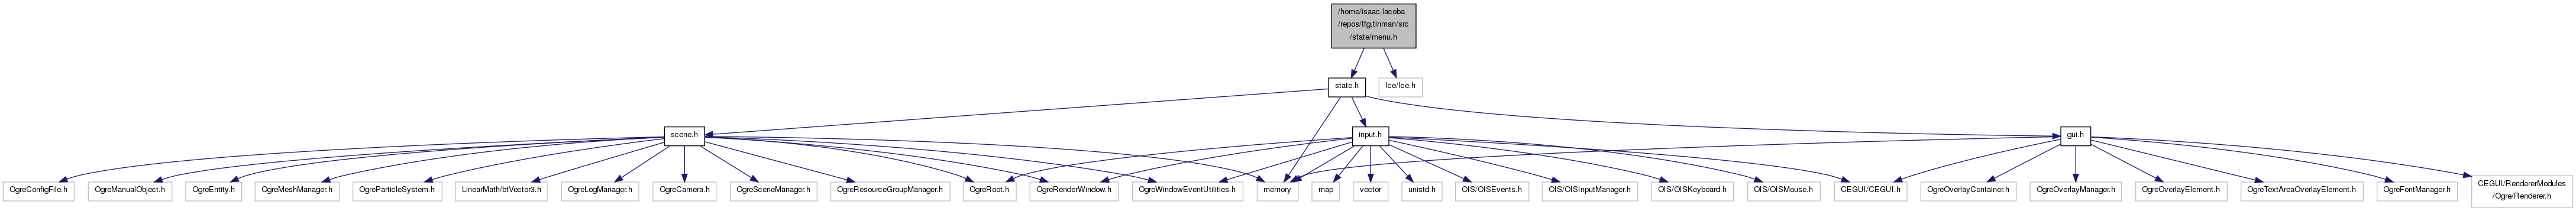 /home/isaac.lacoba
/repos/tfg.tinman/src
/state/menu.h
state.h
Ice/Ice.h
scene.h
input.h
gui.h
OgreConfigFile.h
OgreManualObject.h
OgreEntity.h
OgreMeshManager.h
OgreParticleSystem.h
LinearMath/btVector3.h
OgreLogManager.h
OgreCamera.h
OgreSceneManager.h
OgreResourceGroupManager.h
OgreRoot.h
OgreRenderWindow.h
OgreWindowEventUtilities.h
memory
map
vector
unistd.h
OIS/OISEvents.h
OIS/OISInputManager.h
OIS/OISKeyboard.h
OIS/OISMouse.h
CEGUI/CEGUI.h
OgreOverlayContainer.h
OgreOverlayManager.h
OgreOverlayElement.h
OgreTextAreaOverlayElement.h
OgreFontManager.h
CEGUI/RendererModules
/Ogre/Renderer.h